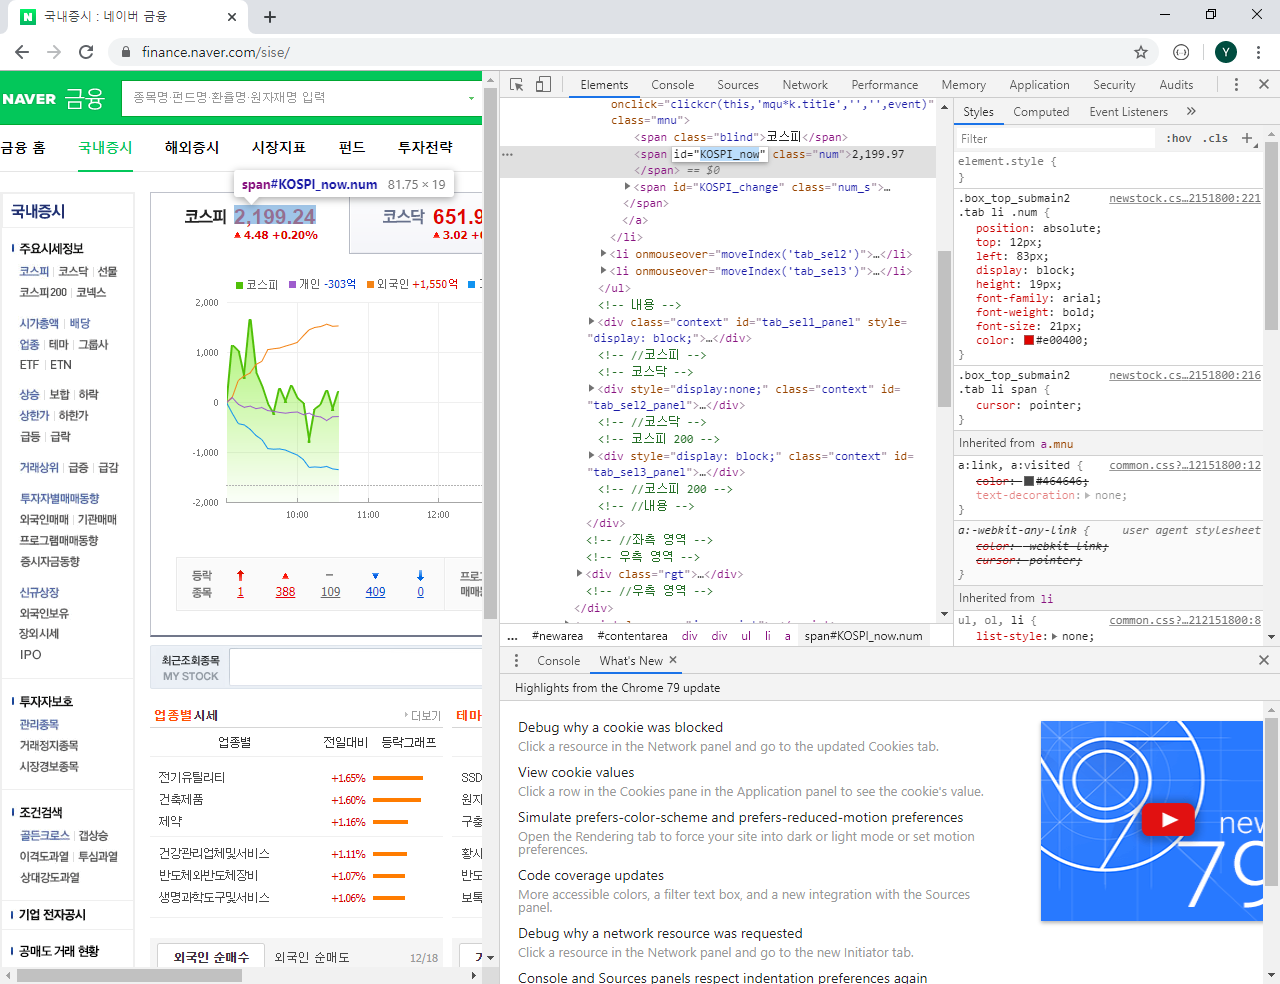 국내증시 : 네이버 금융
finance.naver.com/sise/
Y
NAVER 금융
종목명·펀드명·환율명·원자재명 입력
금융 홈 국내증시 해외증시 시장지표 펀드 투자전략
span#KOSPI_now.num 81.75 × 19
국내증시
주요시세정보
코스피 코스닥 선물
코스피200 코넥스
시가총액 배당
업종 테마 그룹사
ETF ETN
상승 보합 하락
상한가 하한가
급등 급락
거래상위 급증 급감
투자자별매매동향
외국인매매 기관매매
프로그램매매동향
증시자금동향
신규상장
외국인보유
장외시세
IPO
투자자보호
관리종목
거래정지종목
시장경보종목
조건검색
골든크로스 갭상승
이격도과열 투심과열
상대강도과열
기업 전자공시
공매도 거래 현황
코스피 2,199.24
4.48 +0.20%
코스닥 651.9
3.02 +0
코스피 개인 -303억 외국인 +1,550억
2,000
1,000
0
-1,000
-2,000
10:00 11:00 12:00
등락
종목
1 388 109 409 0
프로그
매매동
최근조회종목
MY STOCK
업종별 시세 더보기 테마
업종별 전일대비 등락그래프
전기유틸리티 +1.65% SSD
건축제품 +1.60% 원자
제약 +1.16% 구충
건강관리업체및서비스 +1.11% 황사
반도체와반도체장비 +1.07% 반도
생명과학도구및서비스 +1.06% 보톡
외국인 순매수 외국인 순매도 12/18
Elements Console Sources Network Performance Memory Application Security Audits
onclick="clickcr(this,'mqu*k.title','','',event)"
class="mnu">
<span class="blind">코스피</span>
<span id="KOSPI_now" class="num">2,199.97
</span> == $0
<span id="KOSPI_change" class="num_s">…
</span>
</a>
</li>
<li onmouseover="moveIndex('tab_sel2')">…</li>
<li onmouseover="moveIndex('tab_sel3')">…</li>
</ul>
<!-- 내용 -->
<div class="context" id="tab_sel1_panel" style=
"display: block;">…</div>
<!-- //코스피 -->
<!-- 코스닥 -->
<div style="display:none;" class="context" id=
"tab_sel2_panel">…</div>
<!-- //코스닥 -->
<!-- 코스피 200 -->
<div style="display: block;" class="context" id=
"tab_sel3_panel">…</div>
<!-- //코스피 200 -->
<!-- //내용 -->
</div>
<!-- //좌측 영역 -->
<!-- 우측 영역 -->
<div class="rgt">…</div>
<!-- //우측 영역 -->
</div>
... #newarea #contentarea div div ul li a span#KOSPI_now.num
Styles Computed Event Listeners »
Filter :hov .cls +
element.style {
}
.box_top_submain2 newstock.cs…2151800:221
.tab li .num {
position: absolute;
top: 12px;
left: 83px;
display: block;
height: 19px;
font-family: arial;
font-weight: bold;
font-size: 21px;
color: #e00400;
}
.box_top_submain2 newstock.cs…2151800:216
.tab li span {
cursor: pointer;
}
Inherited from a.mnu
a:link, a:visited { common.css?…12151800:12
color: #464646;
text-decoration: none;
}
a:-webkit-any-link { user agent stylesheet
color: -webkit-link;
cursor: pointer;
}
Inherited from li
ul, ol, li { common.css?…212151800:8
list-style: none;
Console What's New
Highlights from the Chrome 79 update
Debug why a cookie was blocked
Click a resource in the Network panel and go to the updated Cookies tab.
View cookie values
Click a row in the Cookies pane in the Application panel to see the cookie's value.
Simulate prefers-color-scheme and prefers-reduced-motion preferences
Open the Rendering tab to force your site into dark or light mode or set motion
preferences.
Code coverage updates
More accessible colors, a filter text box, and a new integration with the Sources
panel.
Debug why a network resource was requested
Click a resource in the Network panel and go to the new Initiator tab.
Console and Sources panels respect indentation preferences again
new
79